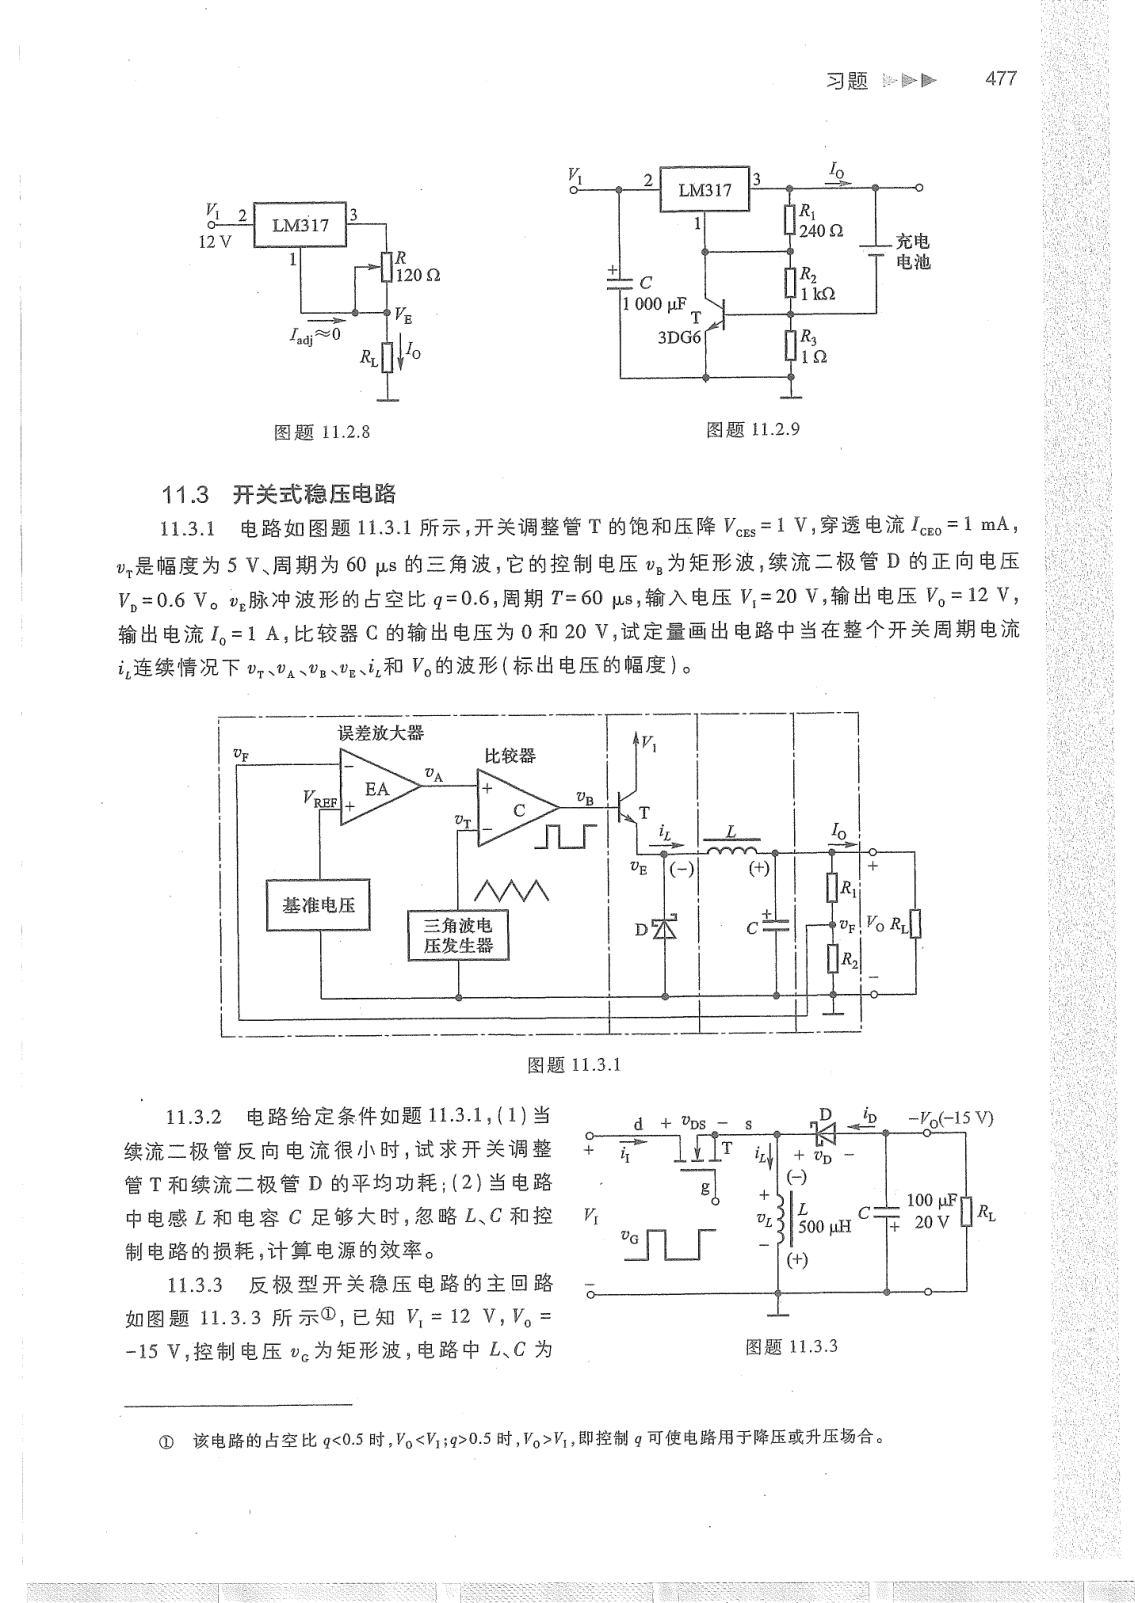 习题 477
V_I
2
LM317
3
12 V
1
R
120 Ω
V_E
I_adj≈0
R_L
I_O
图题 11.2.8
V_I
2
LM317
3
I_O
1
R_1
240 Ω
充电
电池
R_2
1 kΩ
+
C
1 000 μF
T
3DG6
R_3
1 Ω
图题 11.2.9
11.3 开关式稳压电路
11.3.1 电路如图题 11.3.1 所示,开关调整管 T 的饱和压降 V_CES=1 V,穿透电流 I_CEO=1 mA,
v_T是幅度为 5 V、周期为 60 μs 的三角波,它的控制电压 v_B为矩形波,续流二极管 D 的正向电压
V_D=0.6 V。v_E脉冲波形的占空比 q=0.6,周期 T=60 μs,输入电压 V_I=20 V,输出电压 V_O=12 V,
输出电流 I_O=1 A,比较器 C 的输出电压为 0 和 20 V,试定量画出电路中当在整个开关周期电流
i_L连续情况下 v_T、v_A、v_B、v_E、i_L和 V_O的波形(标出电压的幅度)。
误差放大器
v_F
−
EA
+
V_REF
v_A
比较器
+
C
−
v_T
v_B
V_I
T
i_L
L
I_O
v_E
(−)
(+)
+
R_1
基准电压
三角波电
压发生器
D
+
C
v_F
V_O
R_L
R_2
−
图题 11.3.1
11.3.2 电路给定条件如题 11.3.1,(1)当
续流二极管反向电流很小时,试求开关调整
管 T 和续流二极管 D 的平均功耗;(2)当电路
中电感 L 和电容 C 足够大时,忽略 L、C 和控
制电路的损耗,计算电源的效率。
11.3.3 反极型开关稳压电路的主回路
如图题 11.3.3 所示①,已知 V_I = 12 V,V_O =
-15 V,控制电压 v_G为矩形波,电路中 L、C 为
d + v_DS − s
D
i_D
−V_O(−15 V)
+
i_I
T
i_L
+ v_D −
g
(−)
V_I
v_G
+
v_L
−
L
500 μH
(+)
C
+
100 μF
20 V
R_L
−
图题 11.3.3
① 该电路的占空比 q<0.5 时,V_O<V_I;q>0.5 时,V_O>V_I,即控制 q 可使电路用于降压或升压场合。